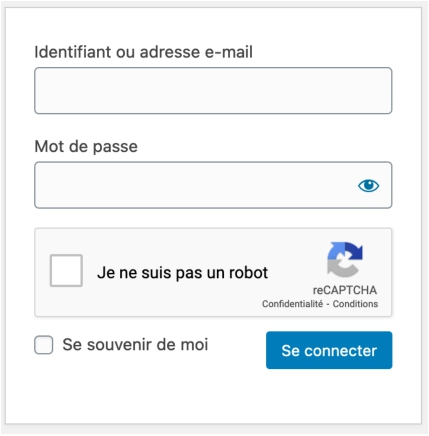 Identifiant ou adresse e-mail
Mot de passe
Je ne suis pas un robot
reCAPTCHA
Confidentialité - Conditions
Se souvenir de moi
Se connecter